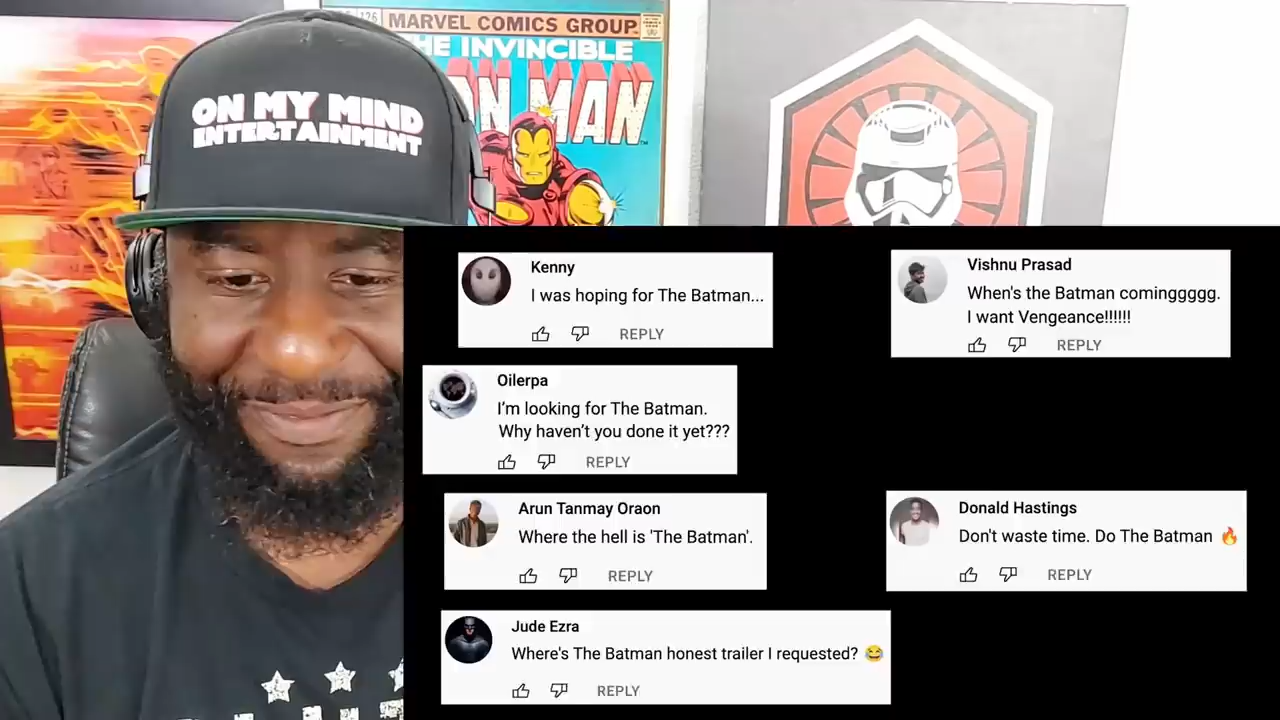 126
MARVEL COMICS GROUP
THE INVINCIBLE
IRON MAN
ON MY MIND
ENTERTAINMENT
Kenny
I was hoping for The Batman...
REPLY
Vishnu Prasad
When's the Batman cominggggg.
I want Vengeance!!!!!!
REPLY
Oilerpa
I’m looking for The Batman.
Why haven’t you done it yet???
REPLY
Arun Tanmay Oraon
Where the hell is 'The Batman'.
REPLY
Donald Hastings
Don't waste time. Do The Batman 🔥
REPLY
Jude Ezra
Where's The Batman honest trailer I requested? 😂
REPLY